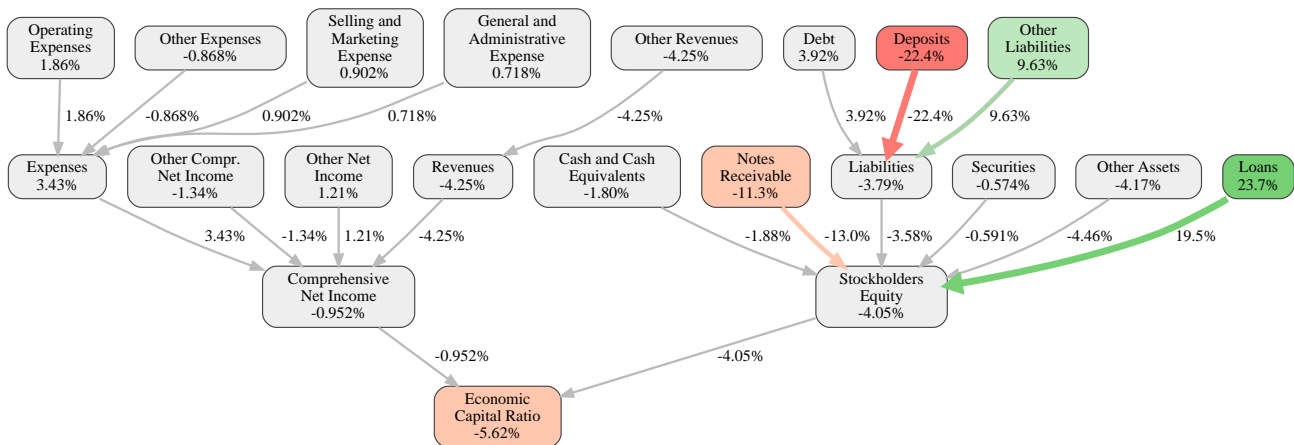 Operating
Expenses
1.86%
Other Expenses
-0.868%
Selling and
Marketing
Expense
0.902%
General and
Administrative
Expense
0.718%
Other Revenues
-4.25%
Debt
3.92%
Deposits
-22.4%
Other
Liabilities
9.63%
1.86%
-0.868%
0.902%
0.718%
-4.25%
3.92%
-22.4%
9.63%
Expenses
3.43%
Other Compr.
Net Income
-1.34%
Other Net
Income
1.21%
Revenues
-4.25%
Cash and Cash
Equivalents
-1.80%
Notes
Receivable
-11.3%
Liabilities
-3.79%
Securities
-0.574%
Other Assets
-4.17%
Loans
23.7%
3.43%
-1.34%
1.21%
-4.25%
-1.88%
-13.0%
-3.58%
-0.591%
-4.46%
19.5%
Comprehensive
Net Income
-0.952%
Stockholders
Equity
-4.05%
-0.952%
-4.05%
Economic
Capital Ratio
-5.62%